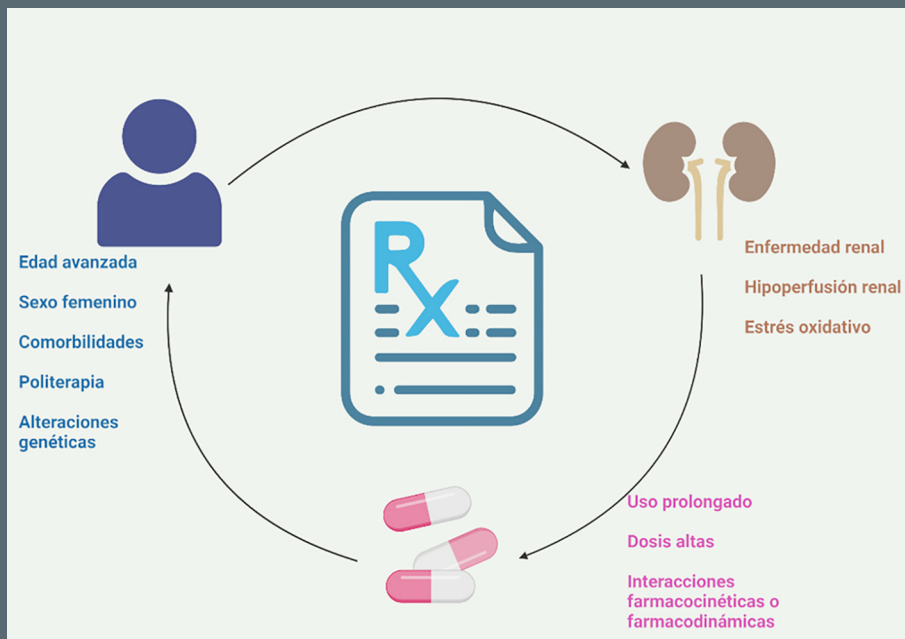 Rx
Edad avanzada
Sexo femenino
Comorbilidades
Politerapia
Alteraciones
genéticas
Enfermedad renal
Hipoperfusión renal
Estrés oxidativo
Uso prolongado
Dosis altas
Interacciones
farmacocinéticas o
farmacodinámicas